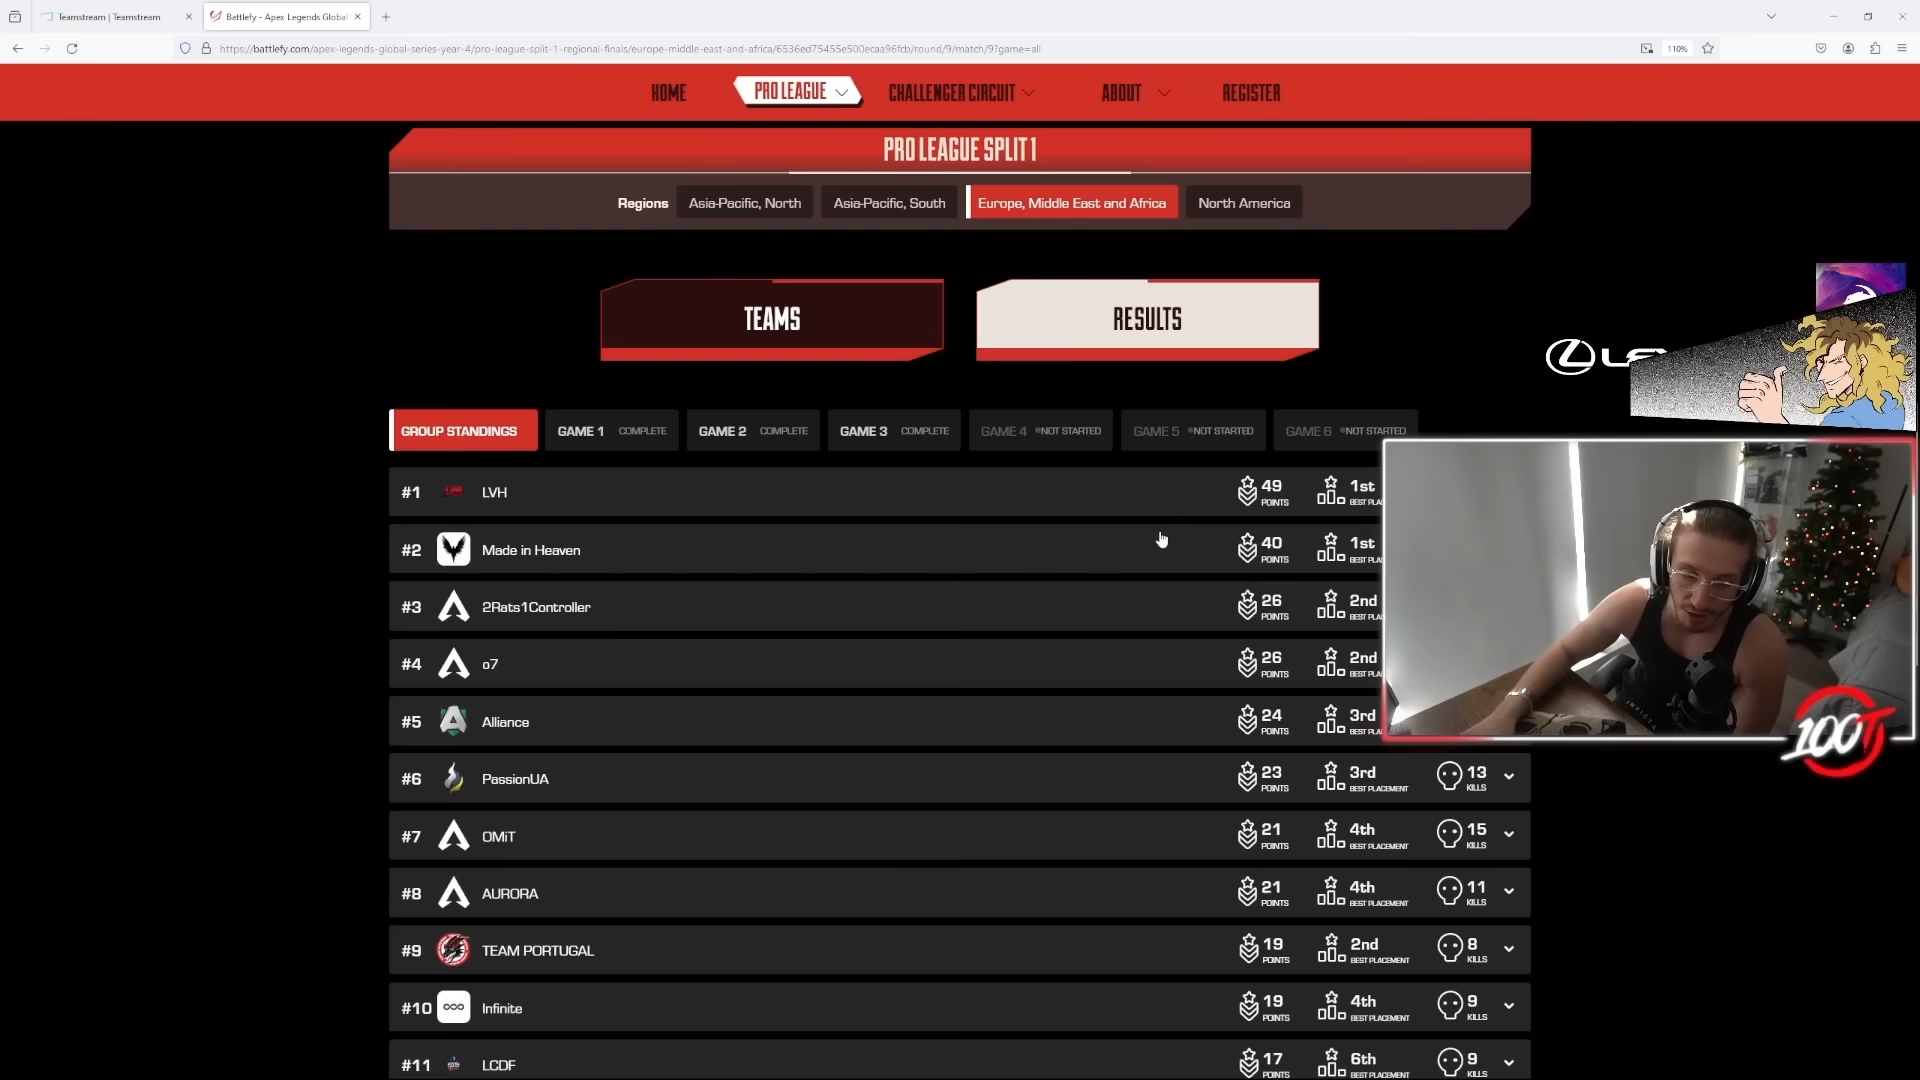 Teamstream | Teamstream
Battlefy - Apex Legends Global
https://battlefy.com/apex-legends-global-series-year-4/pro-league-split-1-regional-finals/europe-middle-east-and-africa/6536ed75455e500ecaa96fcb/round/9/match/9?game=all
110%
HOME
PRO LEAGUE
CHALLENGER CIRCUIT
ABOUT
REGISTER
PRO LEAGUE SPLIT 1
Regions
Asia-Pacific, North
Asia-Pacific, South
Europe, Middle East and Africa
North America
TEAMS
RESULTS
GROUP STANDINGS
GAME 1 COMPLETE
GAME 2 COMPLETE
GAME 3 COMPLETE
GAME 4 NOT STARTED
GAME 5 NOT STARTED
GAME 6 NOT STARTED
#1 LVH 49 POINTS 1st
#2 Made in Heaven 40 POINTS 1st
#3 2Rats1Controller 26 POINTS 2nd
#4 o7 26 POINTS 2nd
#5 Alliance 24 POINTS 3rd
#6 PassionUA 23 POINTS 3rd BEST PLACEMENT 13 KILLS
#7 OMiT 21 POINTS 4th BEST PLACEMENT 15 KILLS
#8 AURORA 21 POINTS 4th BEST PLACEMENT 11 KILLS
#9 TEAM PORTUGAL 19 POINTS 2nd BEST PLACEMENT 8 KILLS
#10 Infinite 19 POINTS 4th BEST PLACEMENT 9 KILLS
#11 LCDF 17 POINTS 6th BEST PLACEMENT 9 KILLS
100T